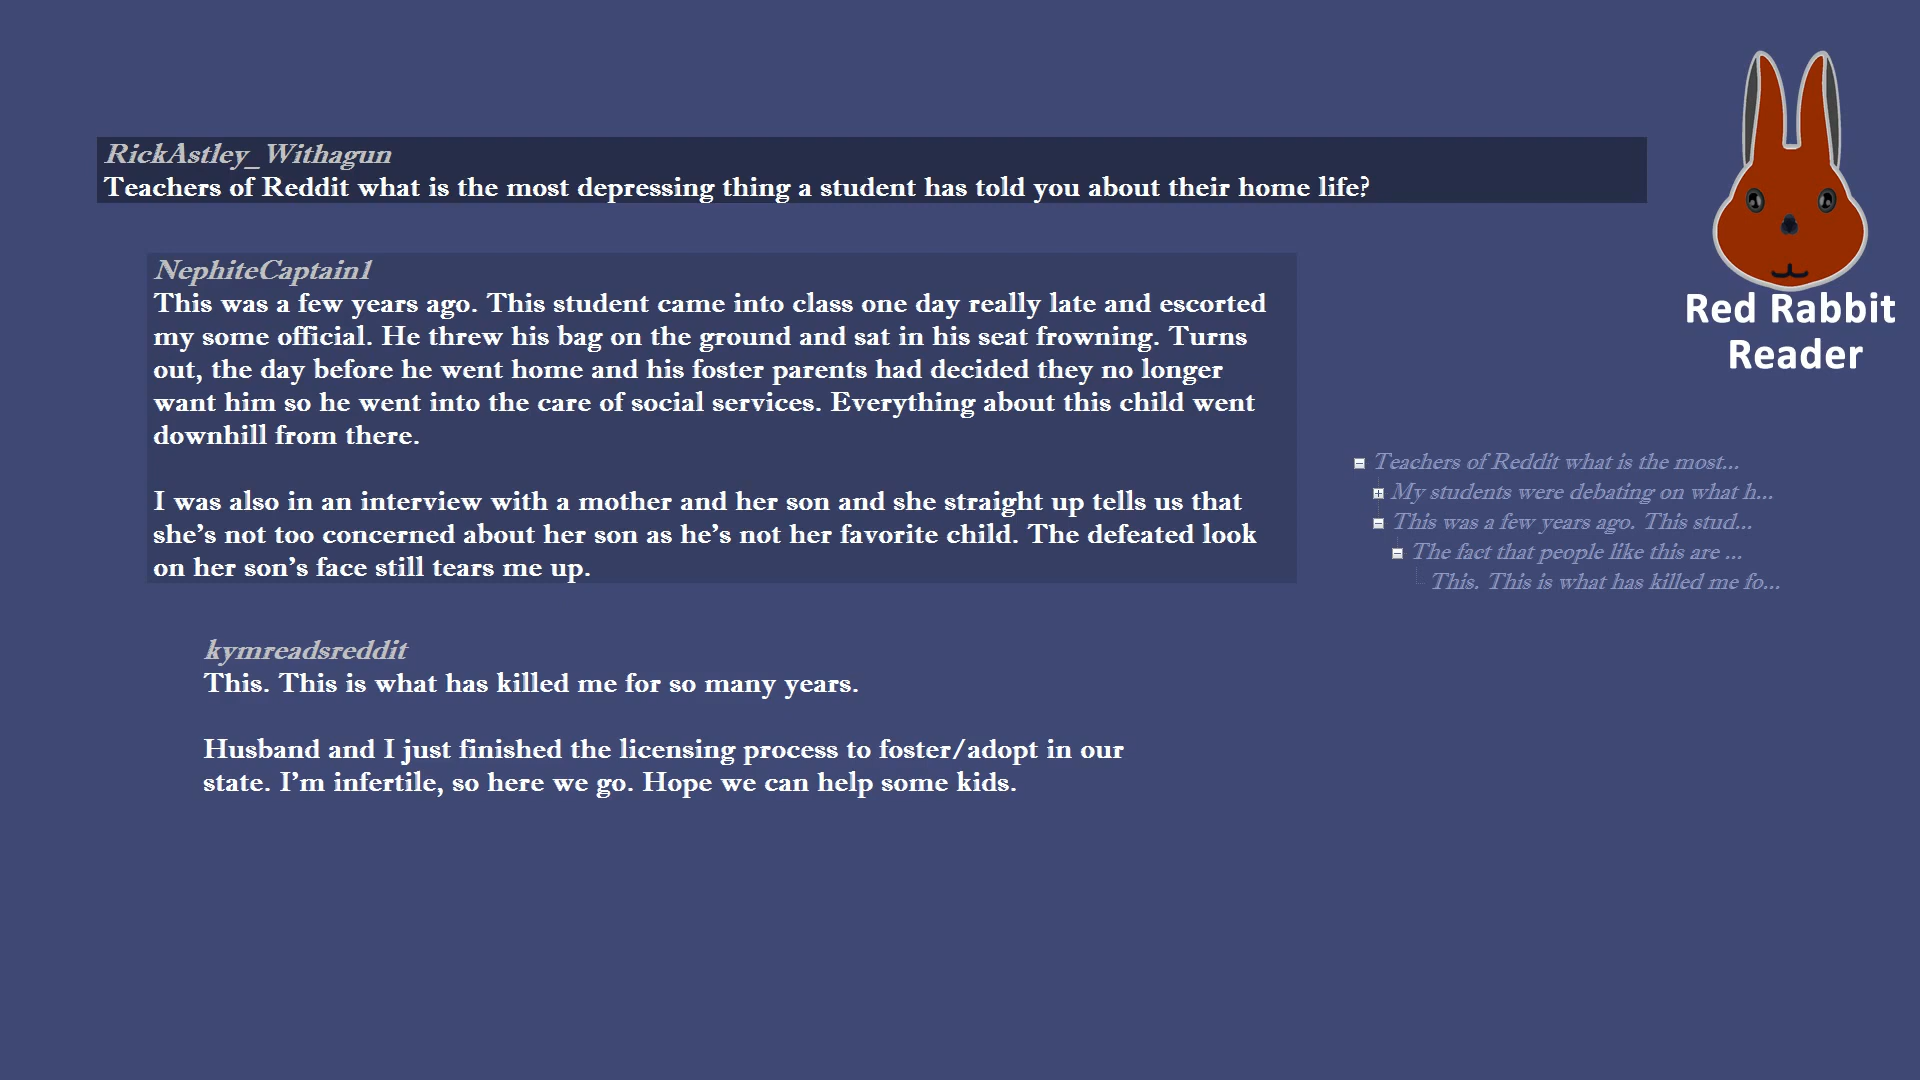 RickAstley_Withagun
Teachers of Reddit what is the most depressing thing a student has told you about their home life?
NephiteCaptain1
This was a few years ago. This student came into class one day really late and escorted
my some official. He threw his bag on the ground and sat in his seat frowning. Turns
out, the day before he went home and his foster parents had decided they no longer
want him so he went into the care of social services. Everything about this child went
downhill from there.
I was also in an interview with a mother and her son and she straight up tells us that
she's not too concerned about her son as he's not her favorite child. The defeated look
on her son's face still tears me up.
kymreadsreddit
This. This is what has killed me for so many years.
Husband and I just finished the licensing process to foster/adopt in our
state. I'm infertile, so here we go. Hope we can help some kids.
Red Rabbit
Reader
Teachers of Reddit what is the most...
My students were debating on what h...
This was a few years ago. This stud...
The fact that people like this are ...
This. This is what has killed me fo...